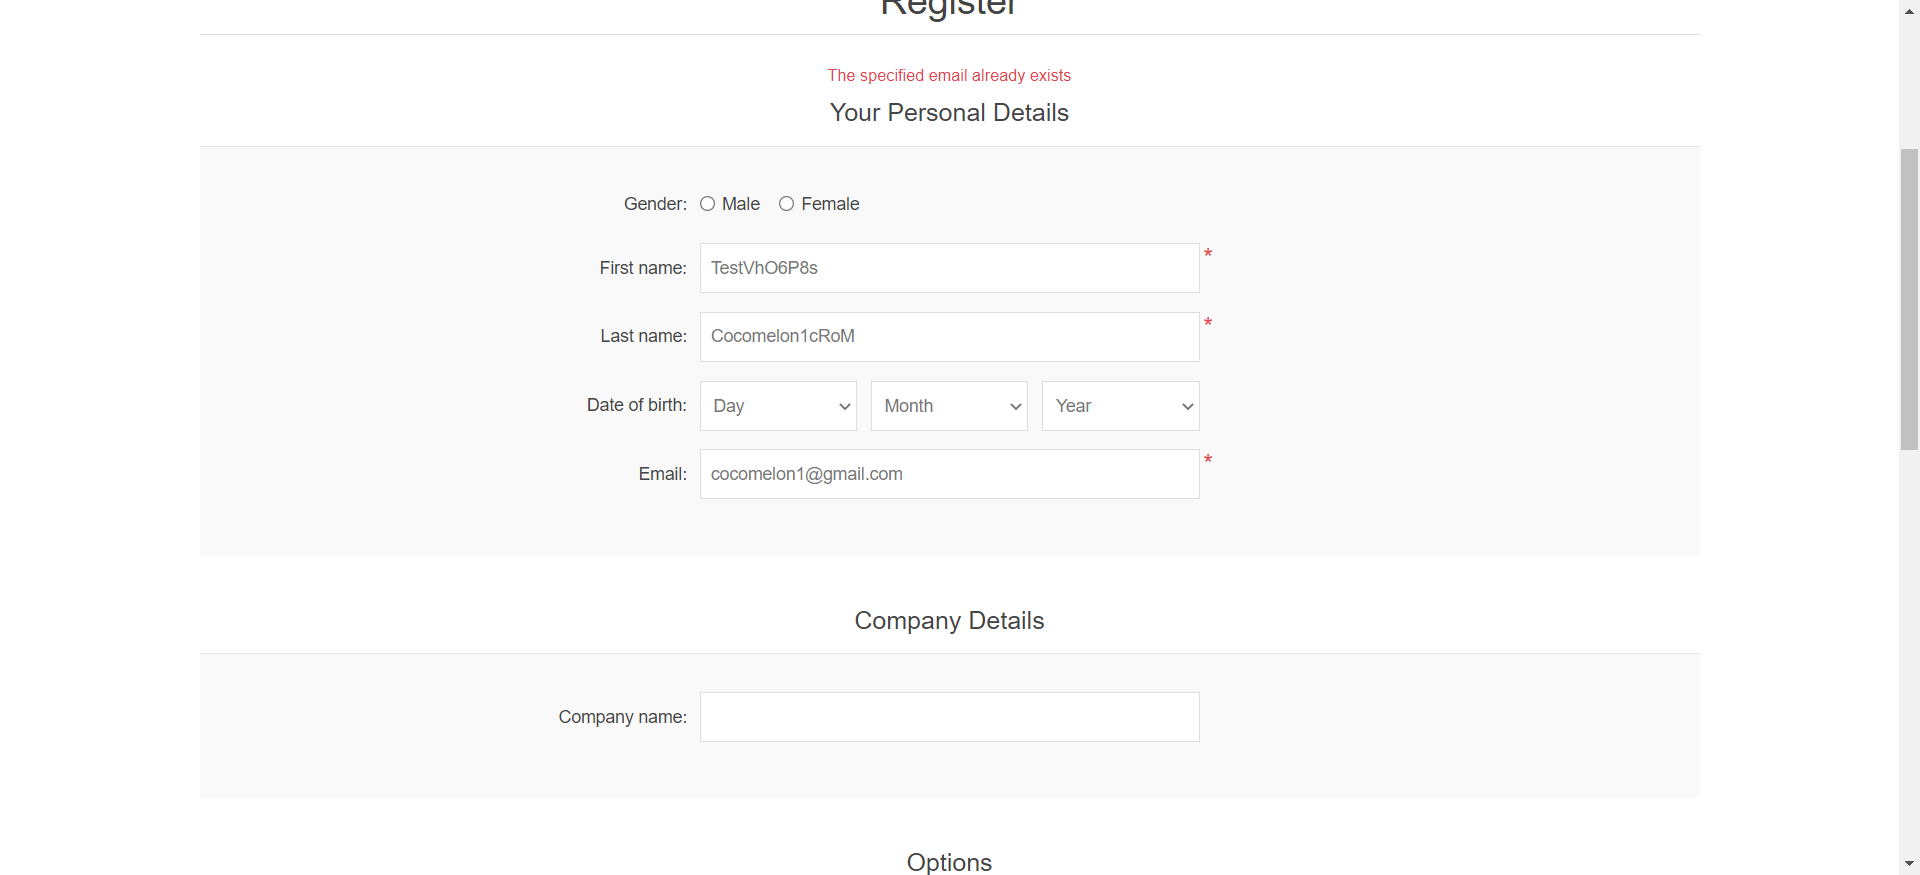 Register
The specified email already exists
Your Personal Details
Gender: Male Female
First name: TestVhO6P8s *
Last name: Cocomelon1cRoM *
Date of birth: Day Month Year
Email: cocomelon1@gmail.com *
Company Details
Company name:
Options